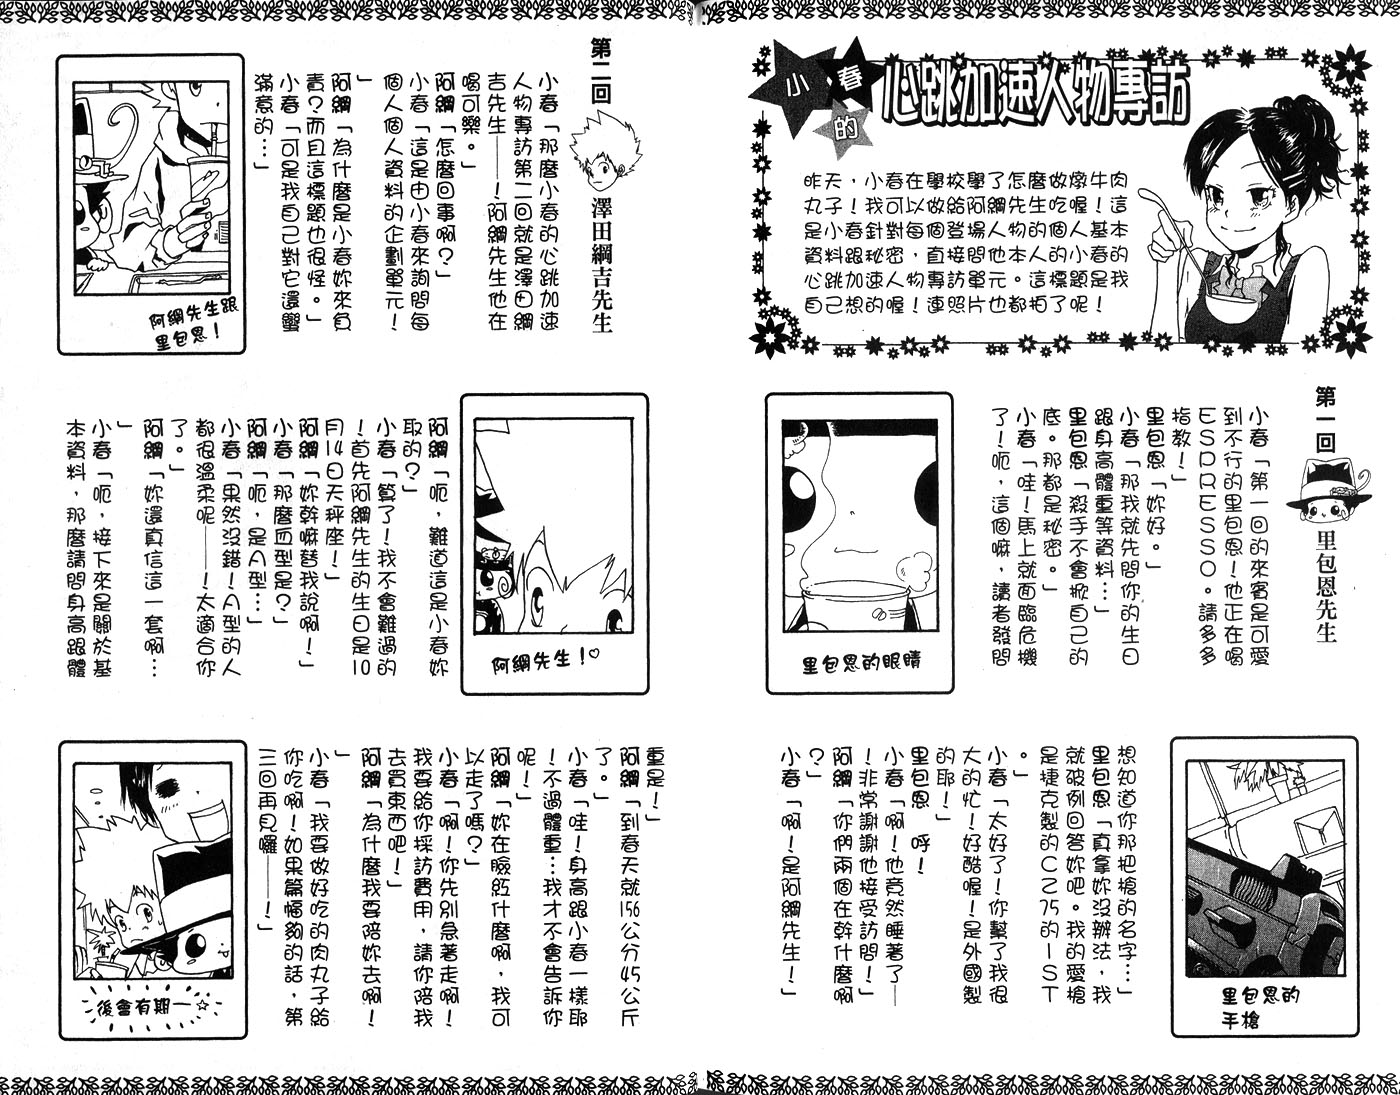 小春的
心跳加速人物專訪
昨天，小春在學校學了怎麼做燉牛肉
丸子！我可以做給阿綱先生吃喔！這
是小春針對每個登場人物的個人基本
資料跟秘密，直接問他本人的小春的
心跳加速人物專訪單元。這標題是我
自己想的喔！連照片也都拍了呢！
第一回
里包恩先生
小春「第一回的來賓是可愛
到不行的里包恩！他正在喝
ESPRESSO。請多多
指教！」
里包恩「妳好。」
小春「那我就先問你的生日
跟身高體重等資料…」
里包恩「殺手不會掀自己的
底。那都是秘密。」
小春「哇！馬上就面臨危機
了！呃，這個嘛，讀者發問
里包恩的眼睛
想知道你那把槍的名字…」
里包恩「真拿妳沒辦法，我
就破例回答妳吧。我的愛槍
是捷克製的CZ75的1ST
。」
小春「太好了！你幫了我很
大的忙！好酷喔！是外國製
的耶！」
里包恩　呼！
小春「啊！他竟然睡著了—
！非常謝謝他接受訪問！」
阿綱「你們兩個在幹什麼啊
？」
小春「啊！是阿綱先生！」
里包恩的
手槍
第二回
澤田綱吉先生
小春「那麼小春的心跳加速
人物專訪第二回就是澤田綱
吉先生——！阿綱先生他在
喝可樂。」
阿綱「怎麼回事啊？」
小春「這是由小春來詢問每
個人個人資料的企劃單元！
」
阿綱「為什麼是小春妳來負
責？而且這標題也很怪。」
小春「可是我自己對它還蠻
滿意的…」
阿綱先生跟
里包恩！
阿綱「呃，難道這是小春妳
取的？」
小春「算了！我不會難過的
！首先阿綱先生的生日是10
月14日天秤座！」
阿綱「妳幹嘛替我說啊！」
小春「那麼血型是？」
阿綱「呃，是A型…」
小春「果然沒錯！A型的人
都很溫柔呢——！太適合你
了。」
阿綱「妳還真信這一套啊…
」
小春「呃，接下來是關於基
本資料，那麼請問身高跟體
阿綱先生！♡
重是！」
阿綱「到春天就156公分45公斤
了。」
小春「哇！身高跟小春一樣耶
！不過體重…我才不會告訴你
呢！」
阿綱「妳在臉紅什麼啊，我可
以走了嗎？」
小春「啊！你先別急著走啊！
我要給你採訪費用，請你陪我
去買東西吧！」
阿綱「為什麼我要陪妳去啊！
」
小春「我要做好吃的肉丸子給
你吃啊！如果篇幅夠的話，第
三回再見囉——！」
後會有期—☆